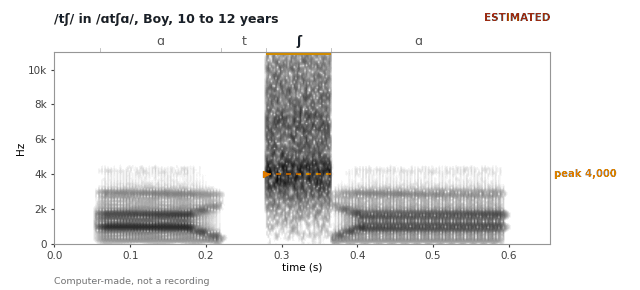 /tʃ/ in /ɑtʃɑ/, Boy, 10 to 12 years
ESTIMATED
ɑ t ʃ ɑ
10k
8k
6k
4k
2k
0
Hz
peak 4,000
0.0 0.1 0.2 0.3 0.4 0.5 0.6
time (s)
Computer-made, not a recording